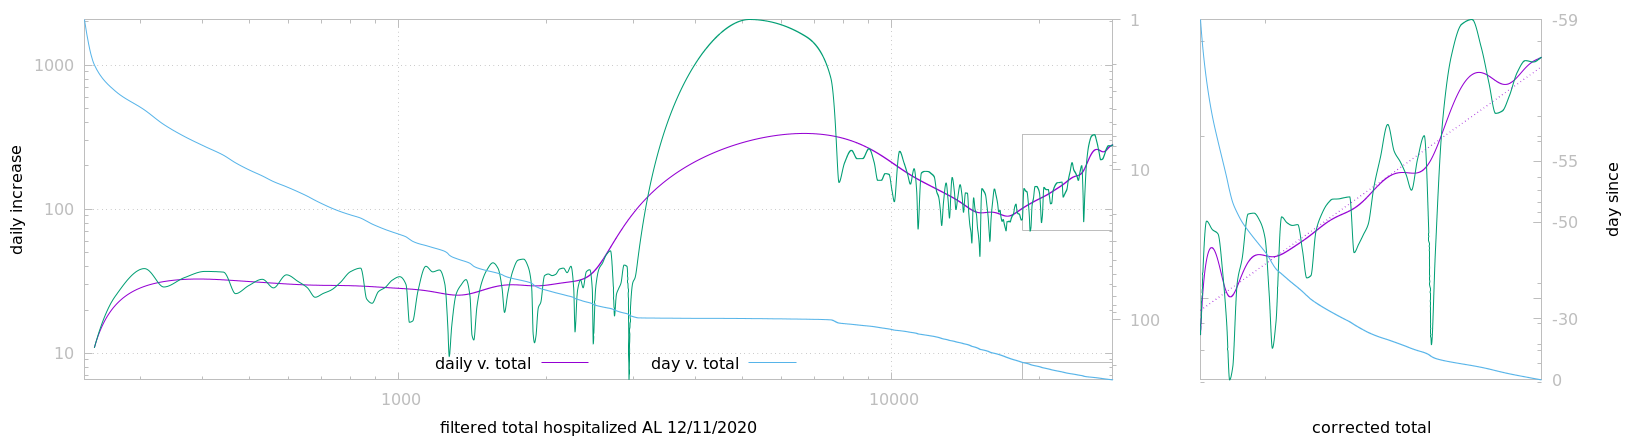 daily increase
1000
100
10
1000
10000
1
10
100
daily v. total
day v. total
filtered total hospitalized AL 12/11/2020
-59
-55
-50
-30
0
day since
corrected total